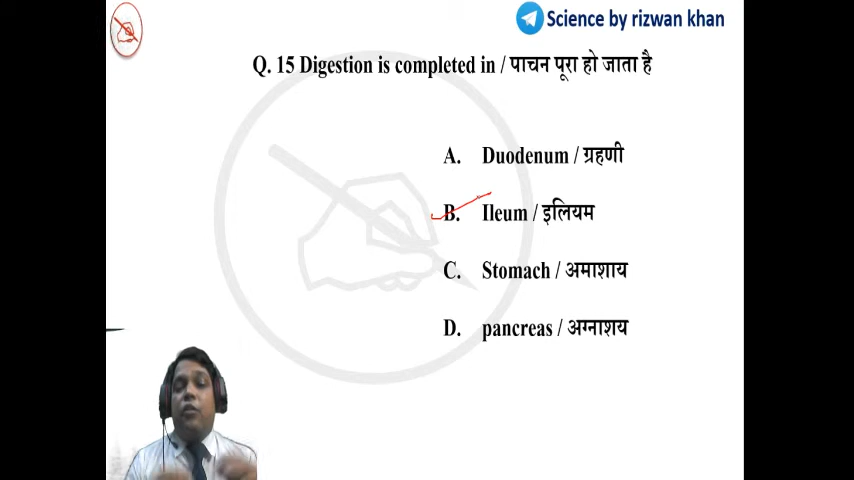 Science by rizwan khan
Q. 15 Digestion is completed in / पाचन पूरा हो जाता है
A. Duodenum / ग्रहणी
B. Ileum / इलियम
C. Stomach / अमाशाय
D. pancreas / अग्नाशय